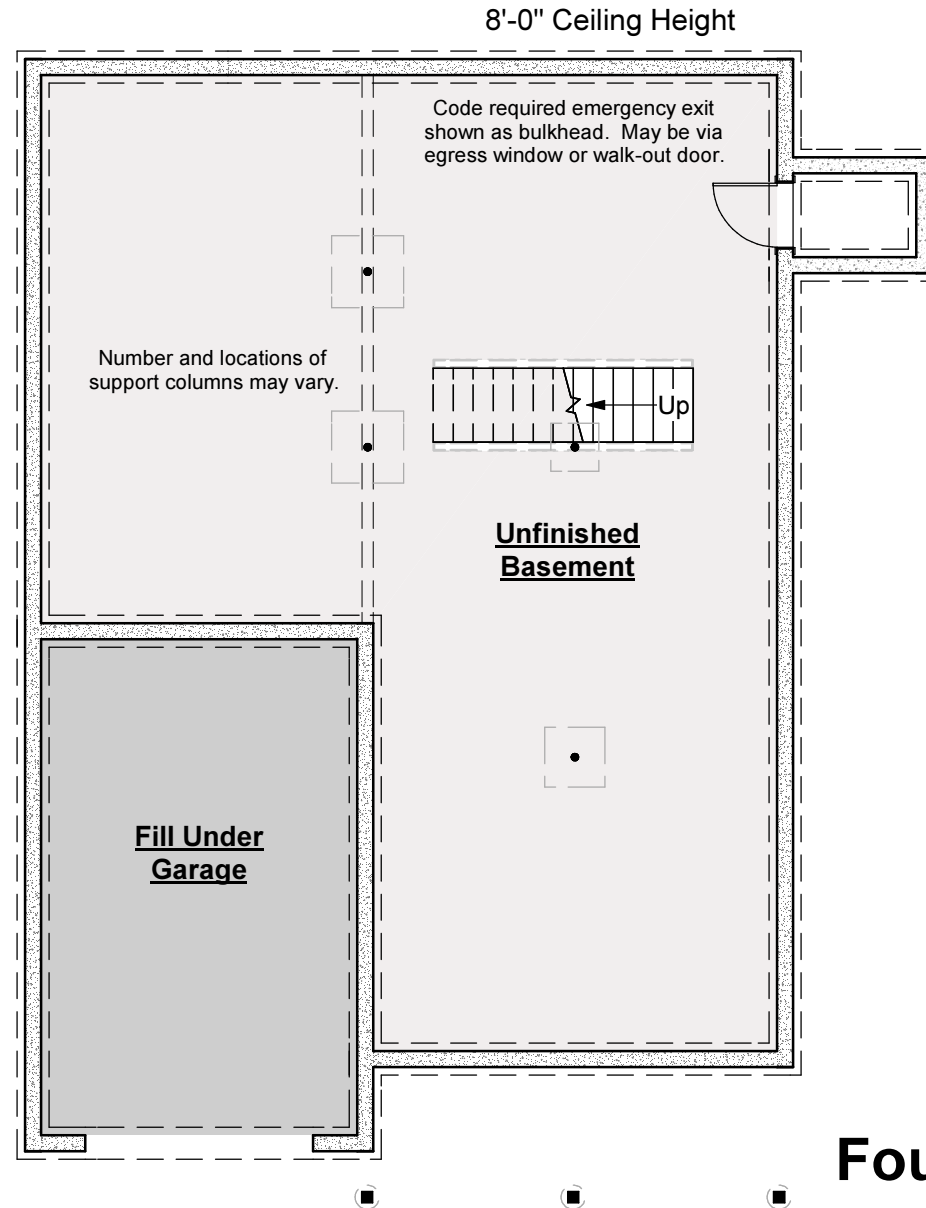 8'-0" Ceiling Height
Code required emergency exit
shown as bulkhead. May be via
egress window or walk-out door.
Number and locations of
support columns may vary.
Up
Unfinished
Basement
Fill Under
Garage
Fou